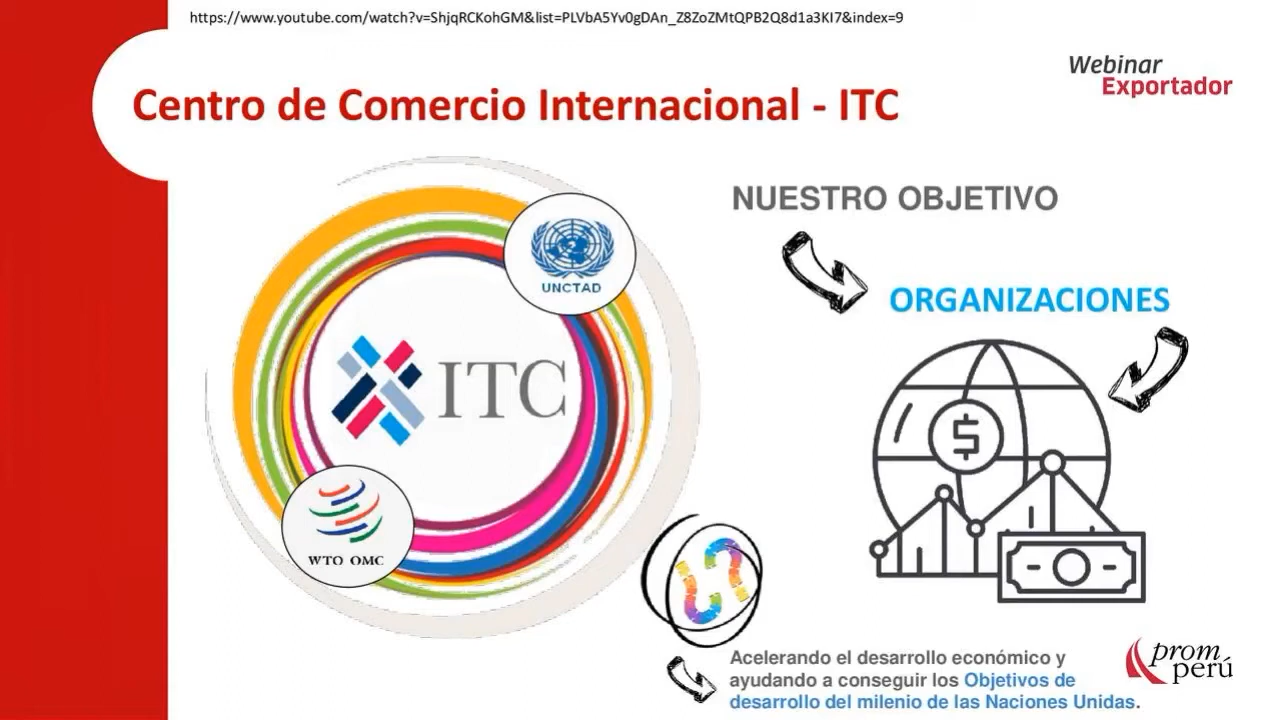 https://www.youtube.com/watch?v=ShjqRCKohGM&list=PLVbA5Yv0gDAn_Z8ZoZMtQPB2Q8d1a3KI7&index=9
Webinar
Exportador
Centro de Comercio Internacional - ITC
NUESTRO OBJETIVO
UNCTAD
ORGANIZACIONES
ITC
WTO OMC
Acelerando el desarrollo económico y
ayudando a conseguir los Objetivos de
desarrollo del milenio de las Naciones Unidas.
prom
perú